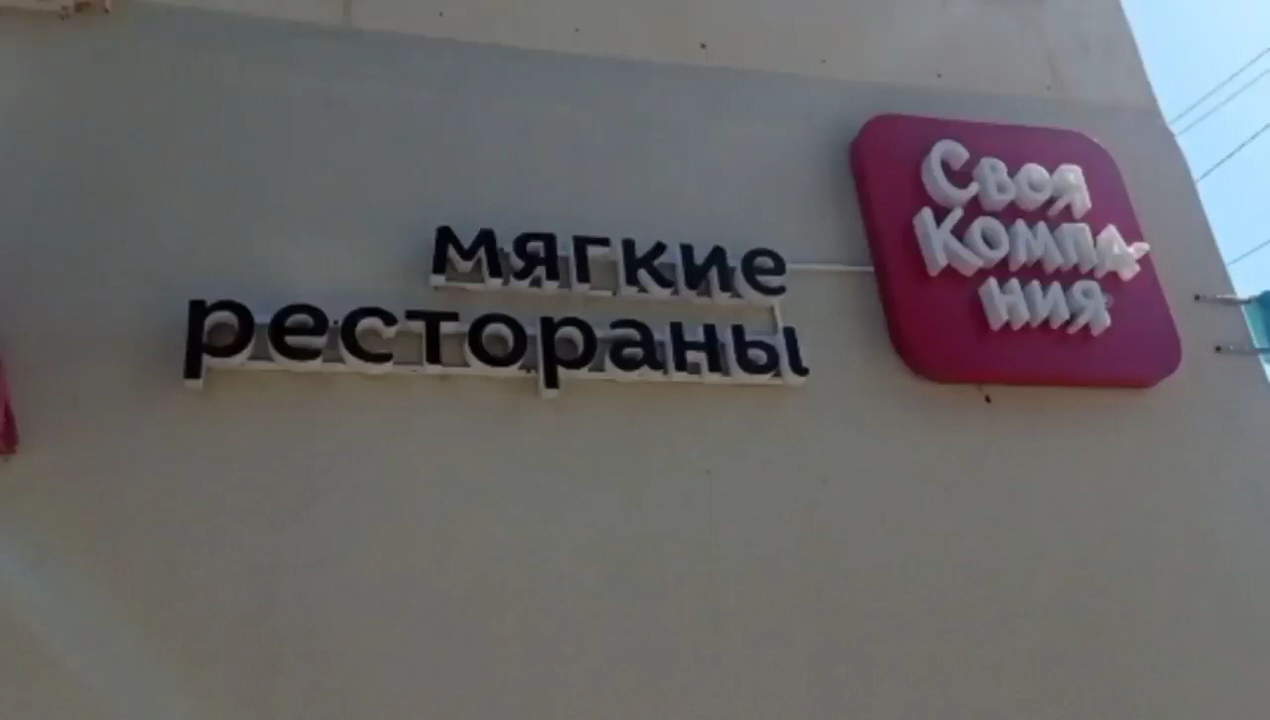 мягкие
рестораны
Своя
Компа-
ния